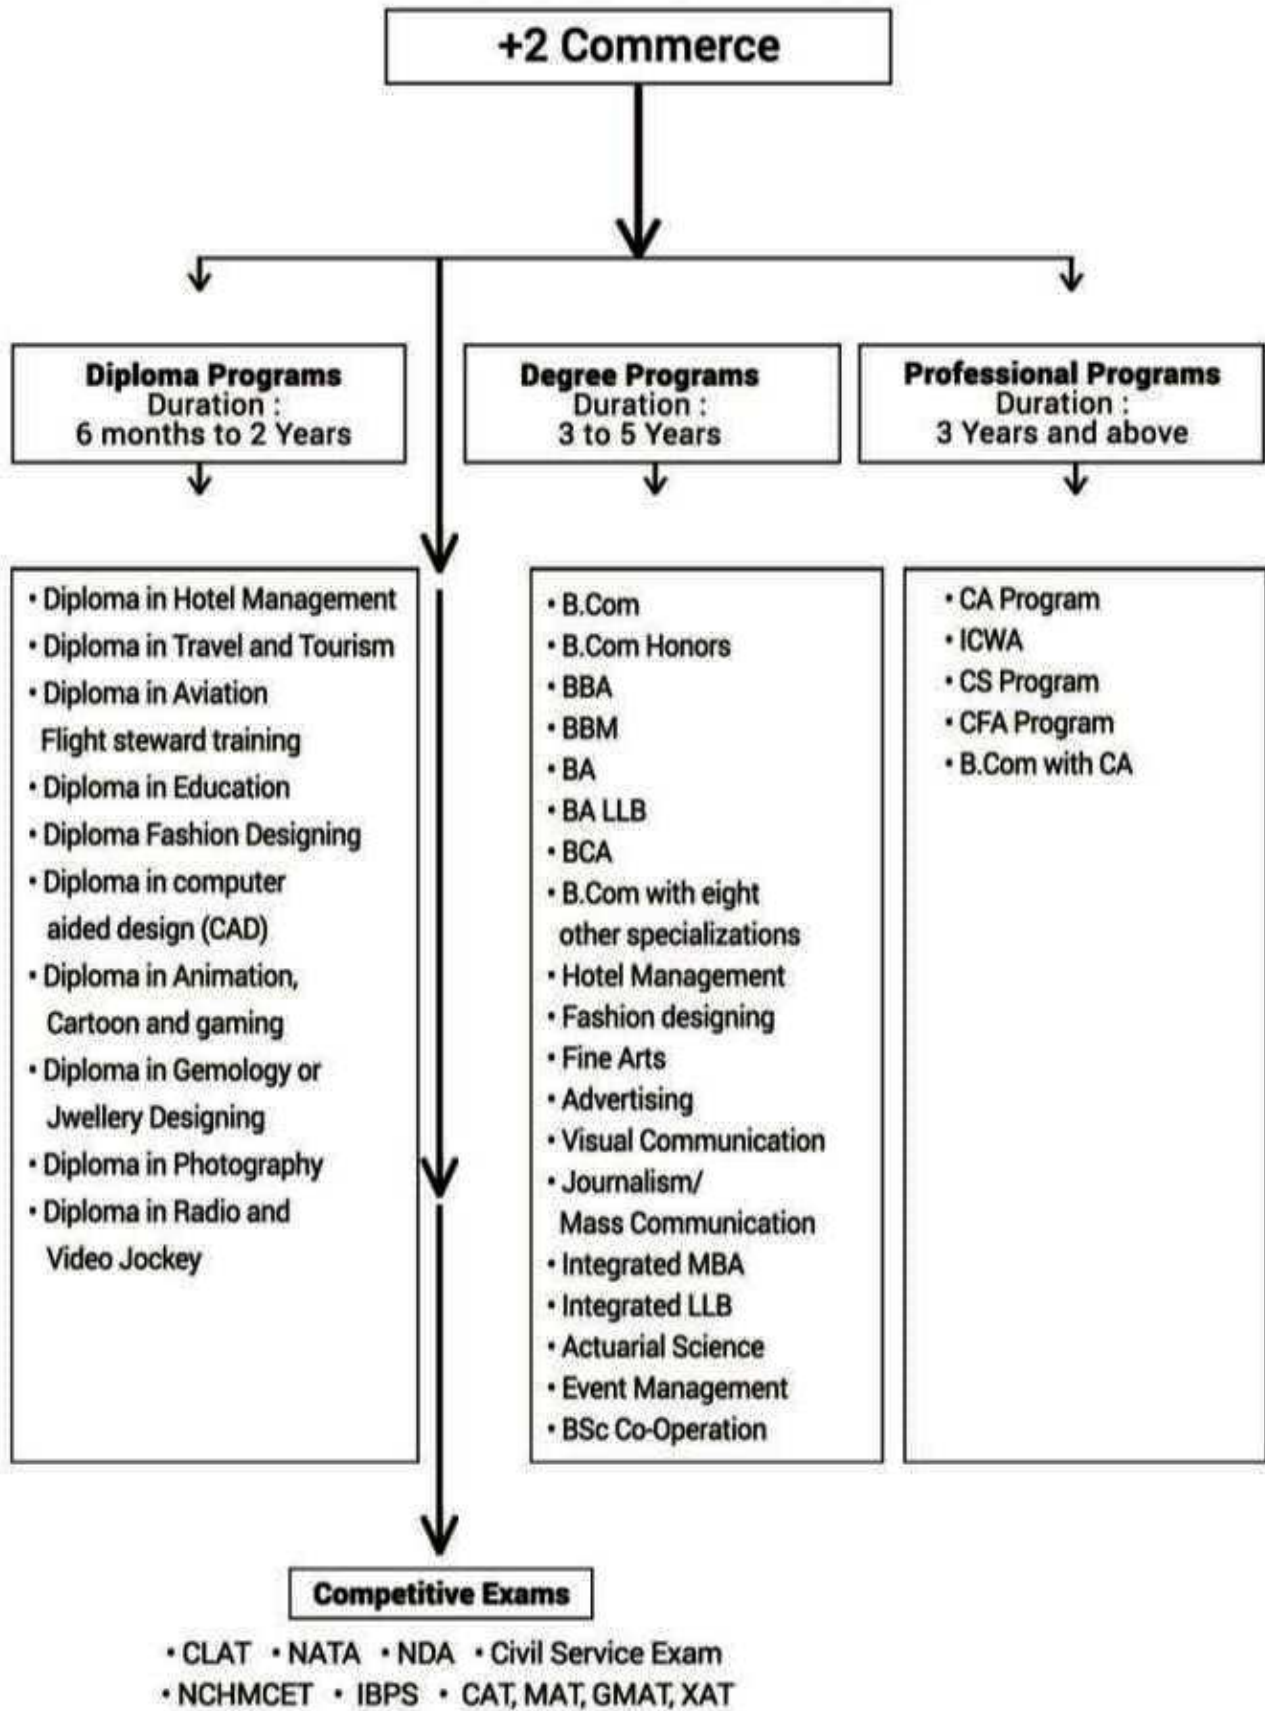 +2 Commerce
Diploma Programs
Duration :
6 months to 2 Years
Degree Programs
Duration :
3 to 5 Years
Professional Programs
Duration :
3 Years and above
• Diploma in Hotel Management
• Diploma in Travel and Tourism
• Diploma in Aviation
Flight steward training
• Diploma in Education
• Diploma Fashion Designing
• Diploma in computer
aided design (CAD)
• Diploma in Animation,
Cartoon and gaming
• Diploma in Gemology or
Jwellery Designing
• Diploma in Photography
• Diploma in Radio and
Video Jockey
• B.Com
• B.Com Honors
• BBA
• BBM
• BA
• BA LLB
• BCA
• B.Com with eight
other specializations
• Hotel Management
• Fashion designing
• Fine Arts
• Advertising
• Visual Communication
• Journalism/
Mass Communication
• Integrated MBA
• Integrated LLB
• Actuarial Science
• Event Management
• BSc Co-Operation
• CA Program
• ICWA
• CS Program
• CFA Program
• B.Com with CA
Competitive Exams
• CLAT • NATA • NDA • Civil Service Exam
• NCHMCET • IBPS • CAT, MAT, GMAT, XAT